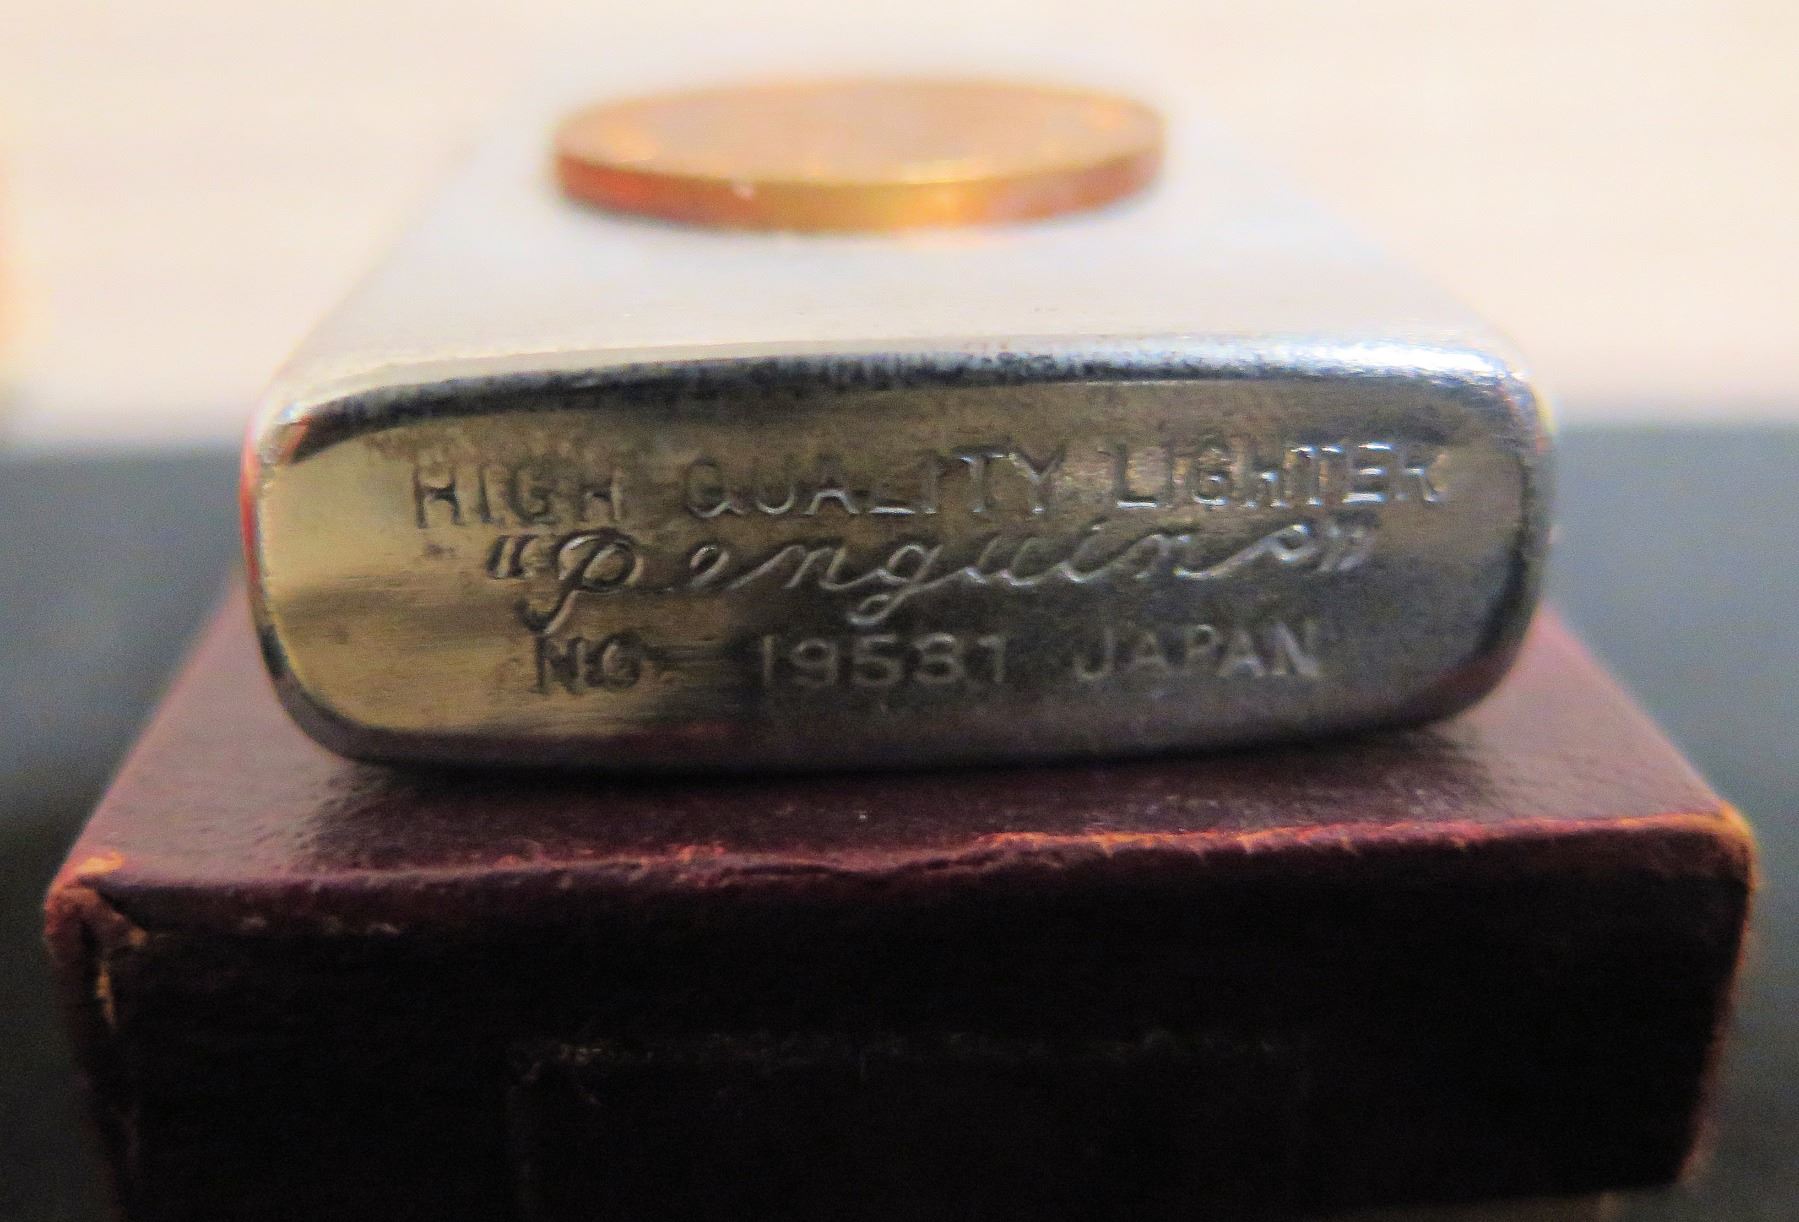 HIGH QUALITY LIGHTER
"Penguin"
NO 19531 JAPAN